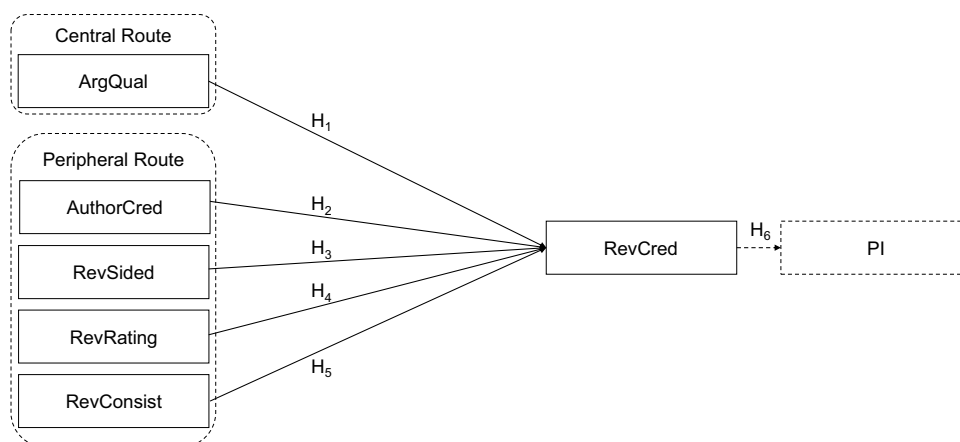 Central Route
ArgQual
H₁
Peripheral Route
AuthorCred
H₂
RevSided
H₃
RevCred
H₆
PI
RevRating
H₄
RevConsist
H₅